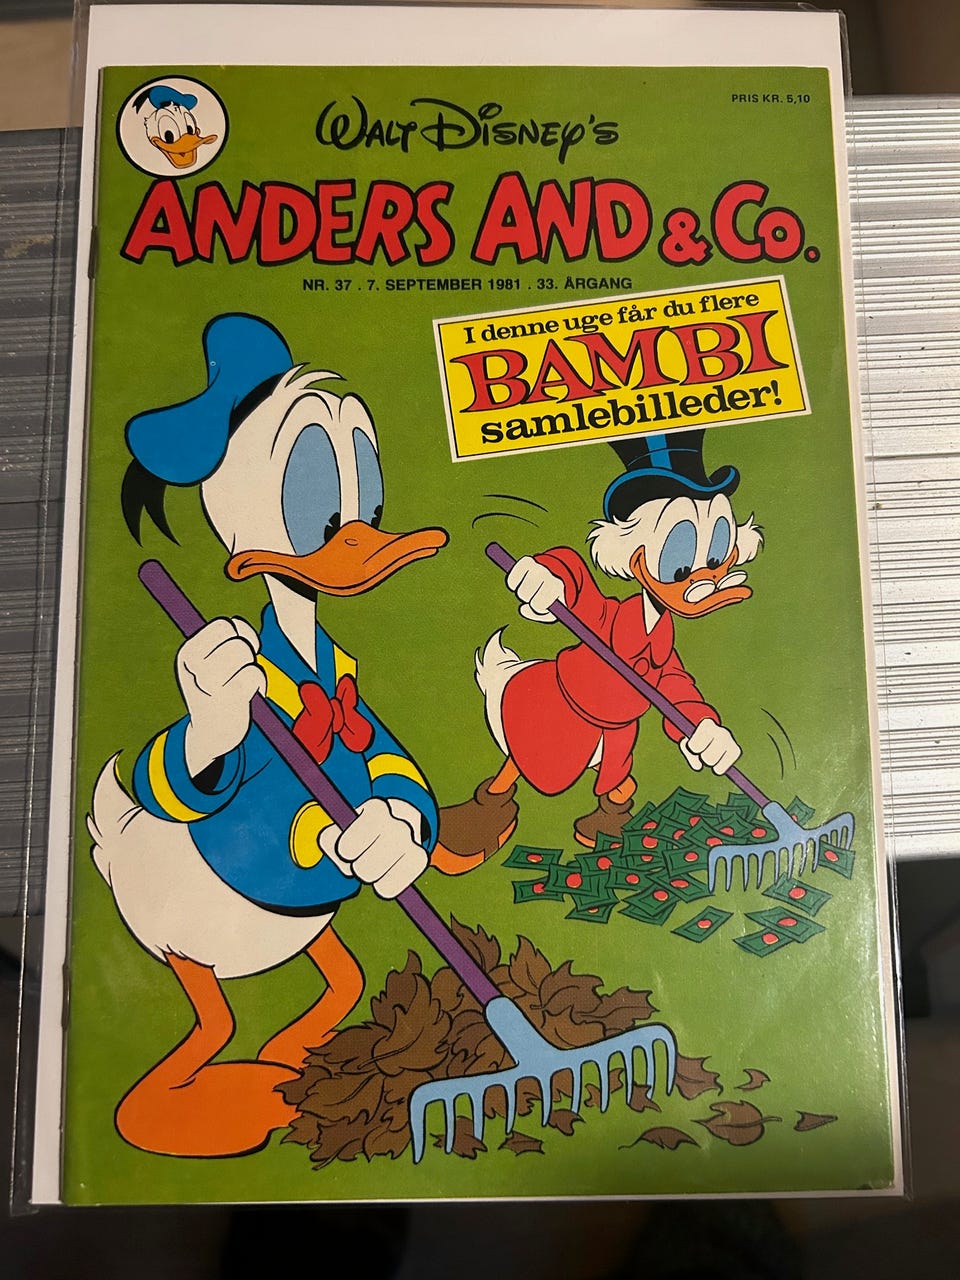 PRIS KR. 5,10
WALT DISNEY'S
ANDERS AND & CO.
NR. 37 . 7. SEPTEMBER 1981 . 33. ÅRGANG
I denne uge får du flere
BAMBI
samlebilleder!